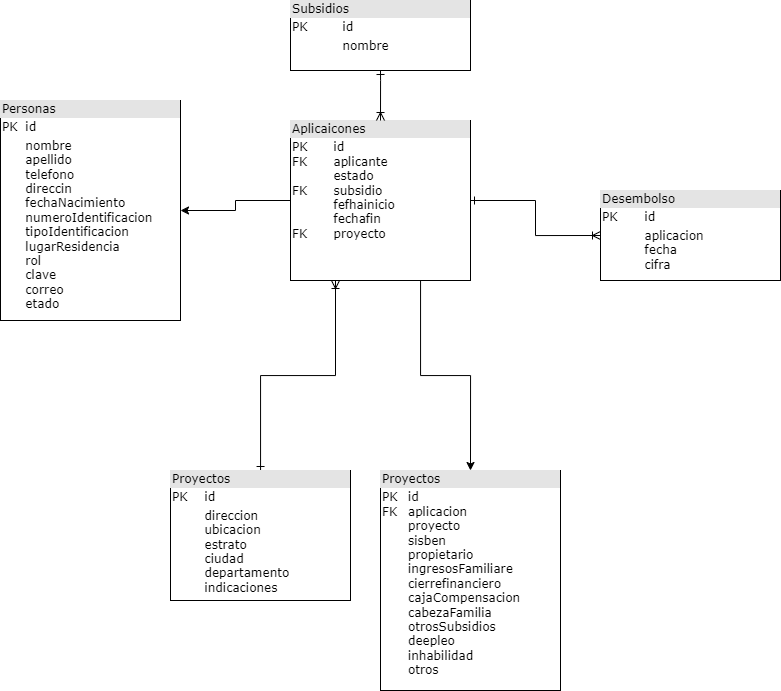 Subsidios
PK id
nombre
Personas
PK id
nombre
apellido
telefono
direccin
fechaNacimiento
numeroIdentificacion
tipoIdentificacion
lugarResidencia
rol
clave
correo
etado
Aplicaicones
PK id
FK aplicante
estado
FK subsidio
fefhainicio
fechafin
FK proyecto
Desembolso
PK id
aplicacion
fecha
cifra
Proyectos
PK id
direccion
ubicacion
estrato
ciudad
departamento
indicaciones
Proyectos
PK id
FK aplicacion
proyecto
sisben
propietario
ingresosFamiliare
cierrefinanciero
cajaCompensacion
cabezaFamilia
otrosSubsidios
deepleo
inhabilidad
otros